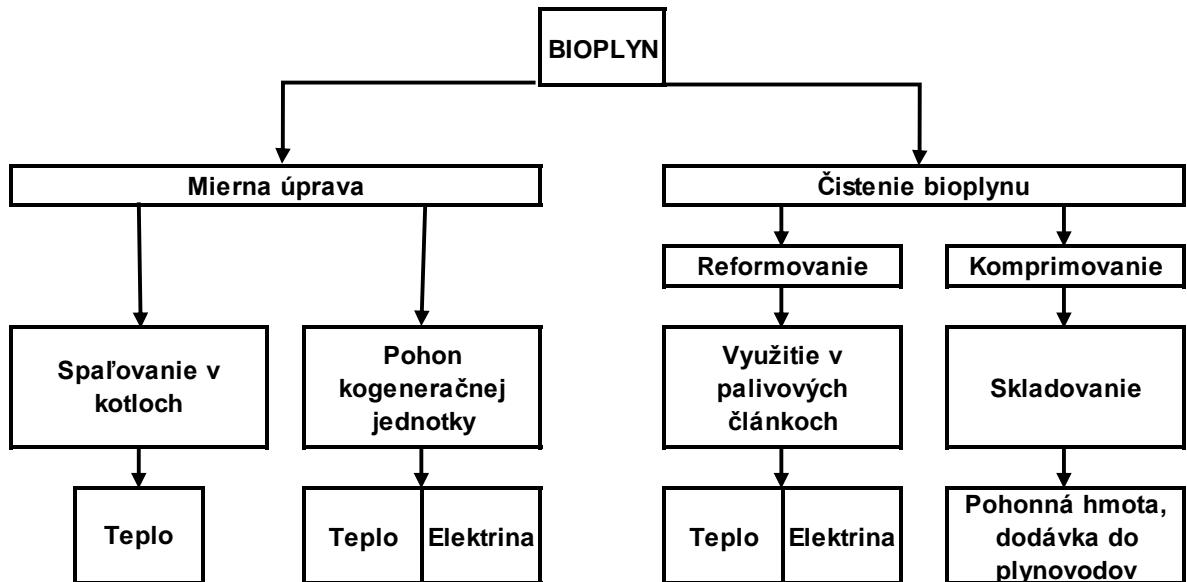 BIOPLYN
Mierna úprava
Čistenie bioplynu
Reformovanie
Komprimovanie
Spaľovanie v
kotloch
Pohon
kogeneračnej
jednotky
Využitie v
palivových
článkoch
Skladovanie
Teplo
Teplo
Elektrina
Teplo
Elektrina
Pohonná hmota,
dodávka do
plynovodov